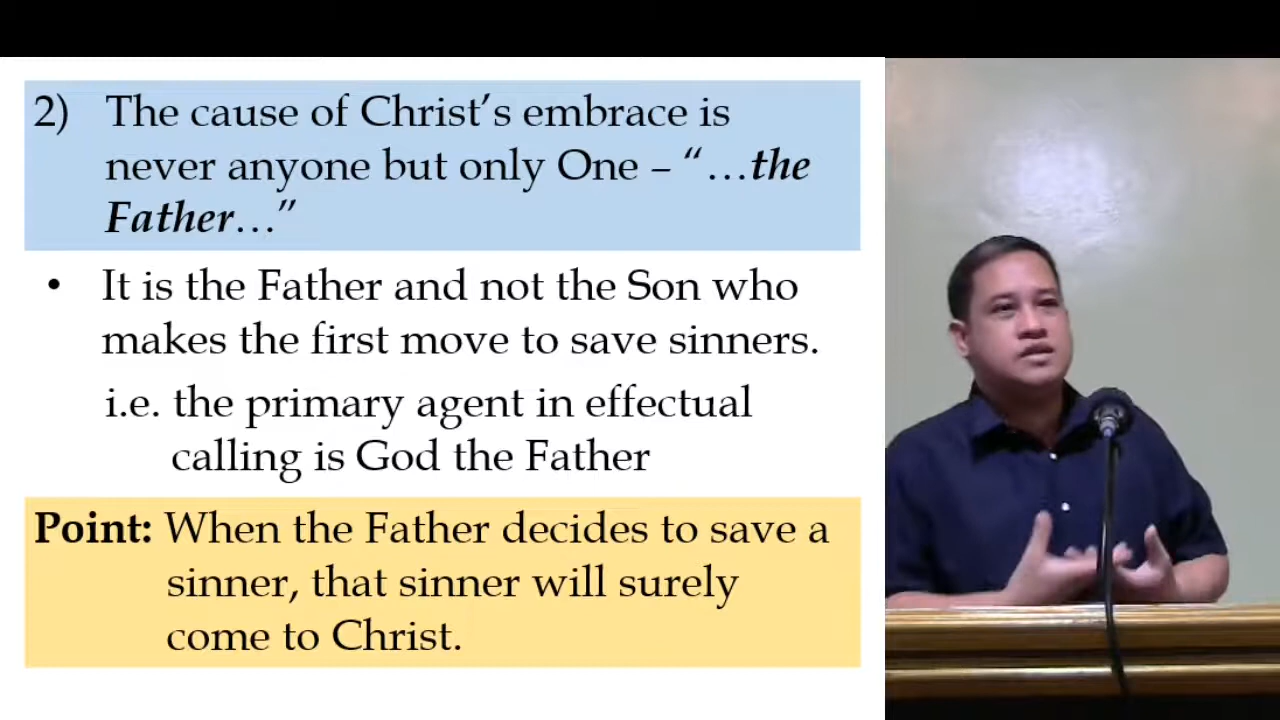 2) The cause of Christ’s embrace is
never anyone but only One – “…the
Father…”
• It is the Father and not the Son who
makes the first move to save sinners.
i.e. the primary agent in effectual
calling is God the Father
Point: When the Father decides to save a
sinner, that sinner will surely
come to Christ.